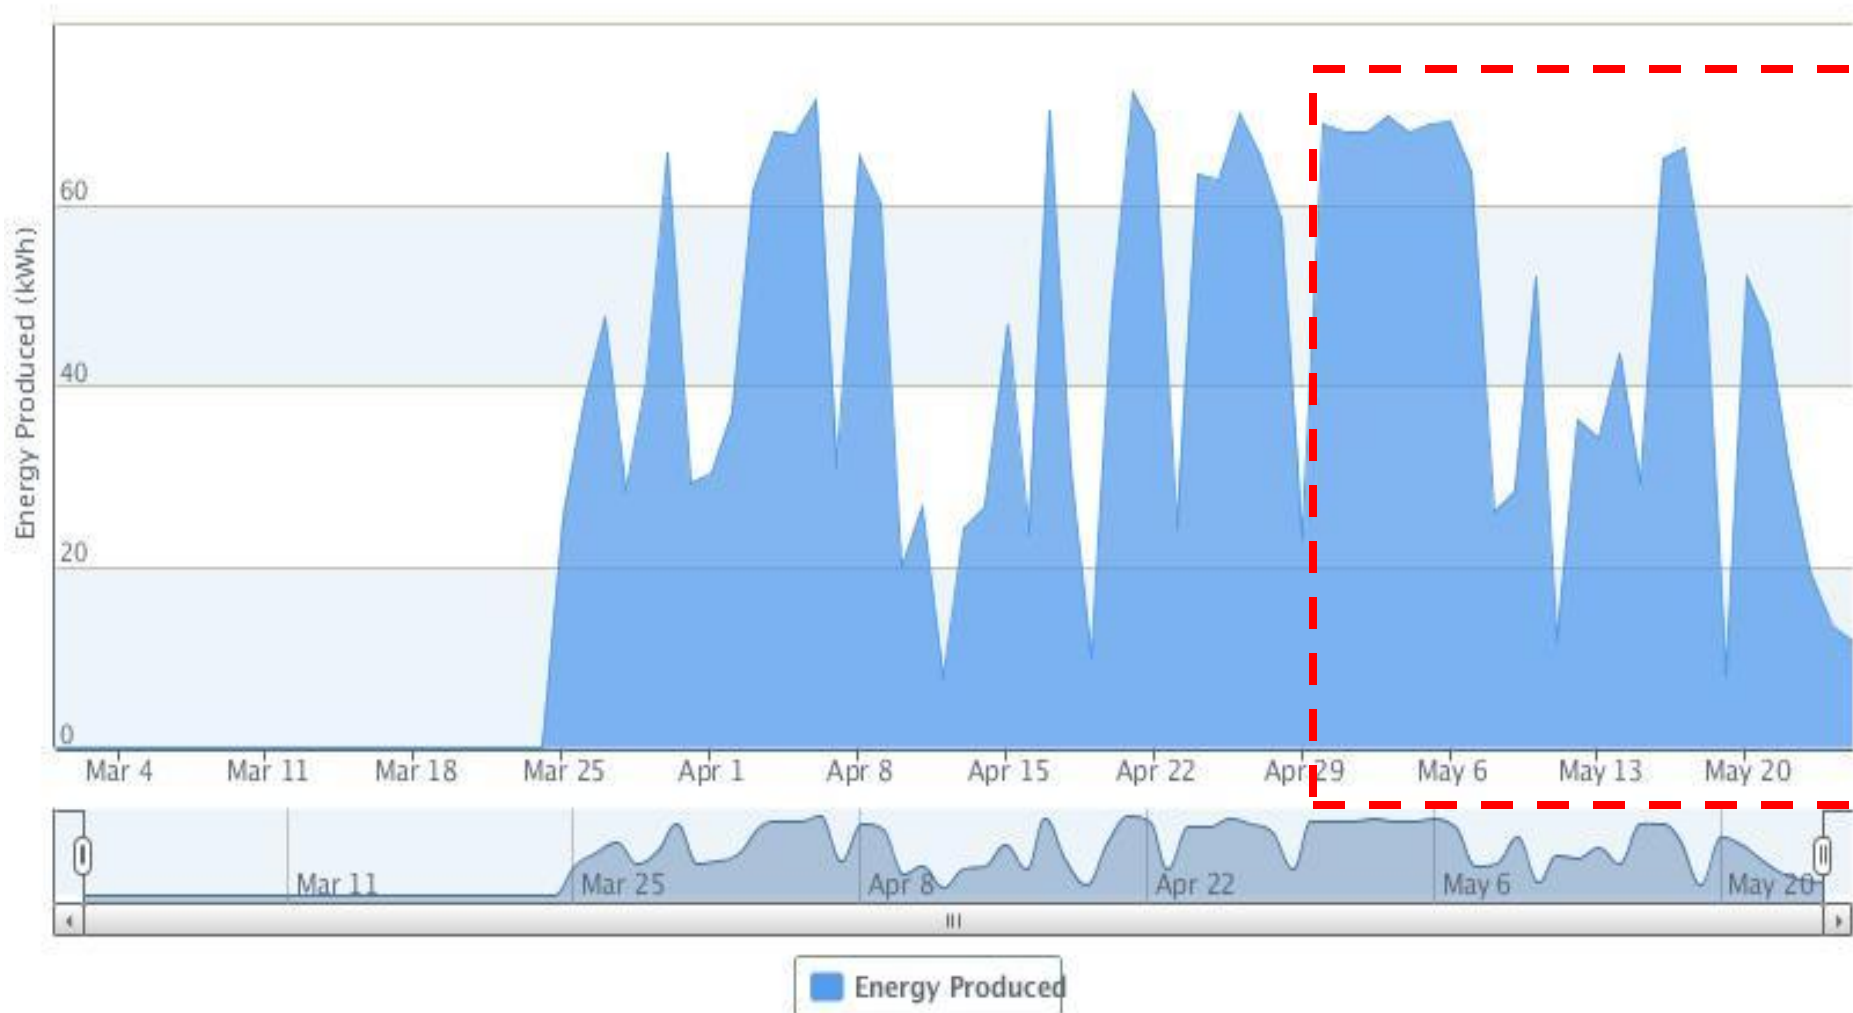 Energy Produced (kWh)
60
40
20
0
Mar 4 Mar 11 Mar 18 Mar 25 Apr 1 Apr 8 Apr 15 Apr 22 Apr 29 May 6 May 13 May 20
Mar 11 Mar 25 Apr 8 Apr 22 May 6 May 20
Energy Produced